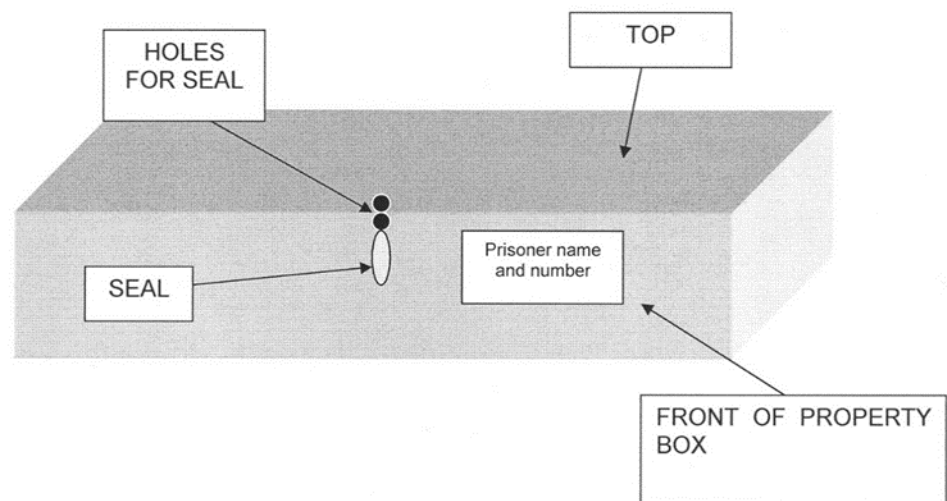 HOLES
FOR SEAL
TOP
Prisoner name
and number
SEAL
FRONT OF PROPERTY
BOX